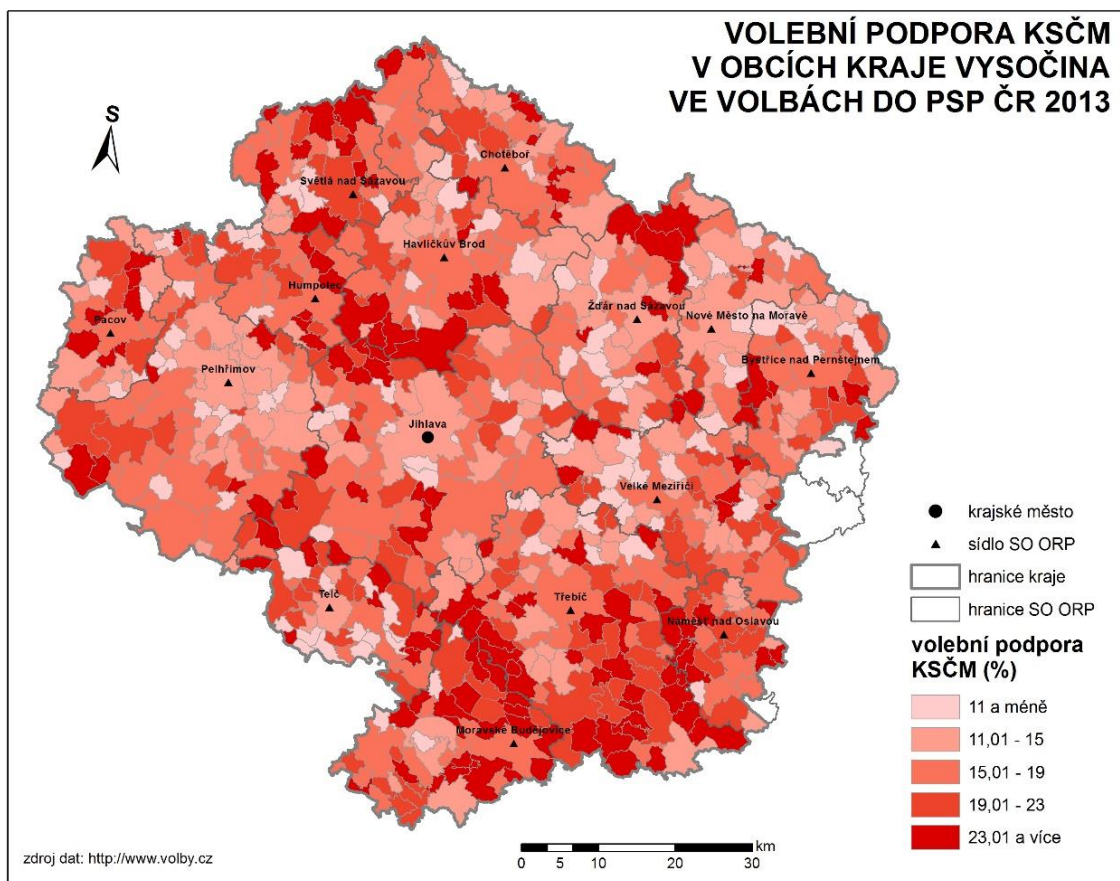 VOLEBNÍ PODPORA KSČM
V OBCÍCH KRAJE VYSOČINA
VE VOLBÁCH DO PSP ČR 2013
S
Chotěboř
Světlá nad Sázavou
Havlíčkův Brod
Humpolec
Žďár nad Sázavou
Nové Město na Moravě
Pacov
Bystřice nad Pernštejnem
Pelhřimov
Jihlava
Velké Meziříčí
Telč
Třebíč
Náměšť nad Oslavou
Moravské Budějovice
krajské město
sídlo SO ORP
hranice kraje
hranice SO ORP
volební podpora
KSČM (%)
11 a méně
11,01 - 15
15,01 - 19
19,01 - 23
23,01 a více
km
0 5 10 20 30
zdroj dat: http://www.volby.cz